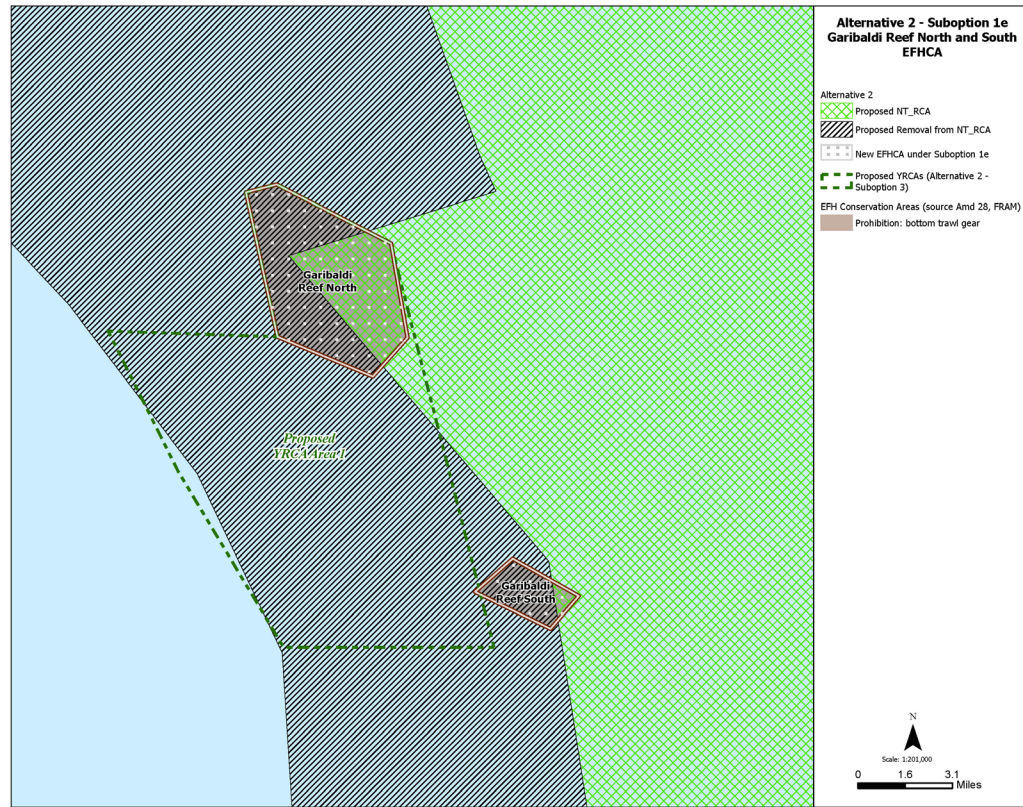 Alternative 2 - Suboption 1e
Garibaldi Reef North and South
EFHCA
Alternative 2
Proposed NT_RCA
Proposed Removal from NT_RCA
New EFHCA under Suboption 1e
Proposed YRCAs (Alternative 2 -
Suboption 3)
EFH Conservation Areas (source Amd 28, FRAM)
Prohibition: bottom trawl gear
Garibaldi
Reef North
Proposed
YRCA Area 1
Garibaldi
Reef South
N
Scale: 1:201,000
0 1.6 3.1
Miles